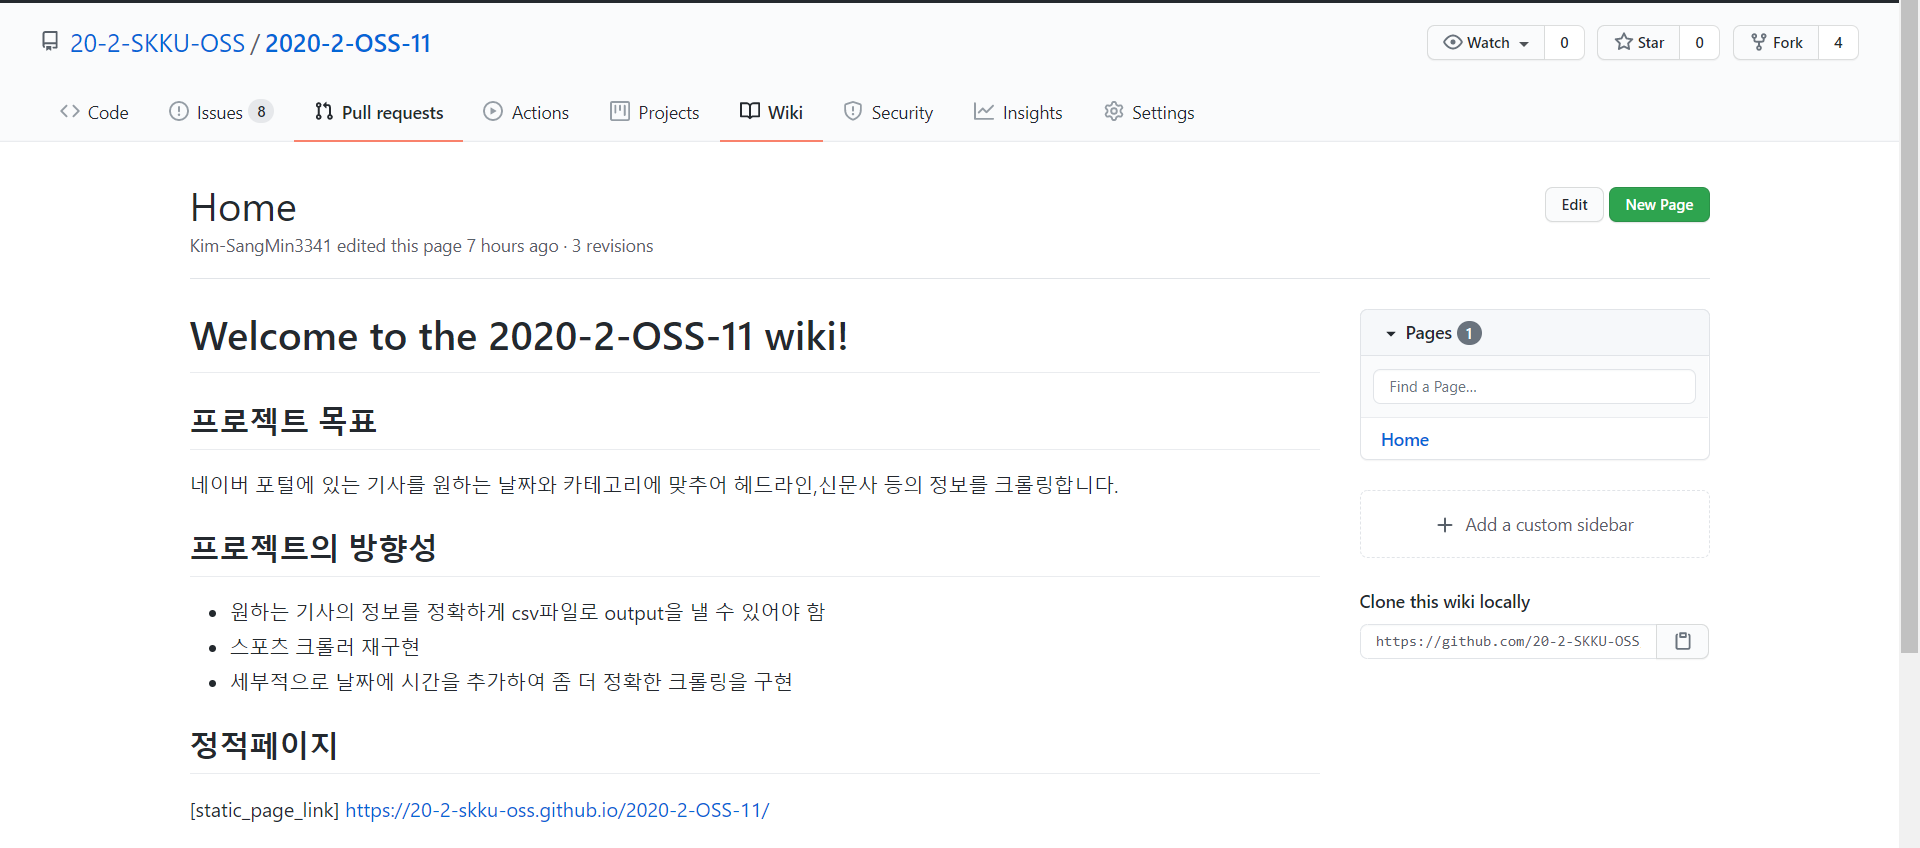 20-2-SKKU-OSS / 2020-2-OSS-11
Watch 0 Star 0 Fork 4
Code Issues 8 Pull requests Actions Projects Wiki Security Insights Settings
Home
Edit New Page
Kim-SangMin3341 edited this page 7 hours ago · 3 revisions
Welcome to the 2020-2-OSS-11 wiki!
프로젝트 목표
네이버 포털에 있는 기사를 원하는 날짜와 카테고리에 맞추어 헤드라인,신문사 등의 정보를 크롤링합니다.
프로젝트의 방향성
원하는 기사의 정보를 정확하게 csv파일로 output을 낼 수 있어야 함
스포츠 크롤러 재구현
세부적으로 날짜에 시간을 추가하여 좀 더 정확한 크롤링을 구현
정적페이지
[static_page_link] https://20-2-skku-oss.github.io/2020-2-OSS-11/
Pages 1
Find a Page...
Home
Add a custom sidebar
Clone this wiki locally
https://github.com/20-2-SKKU-OSS